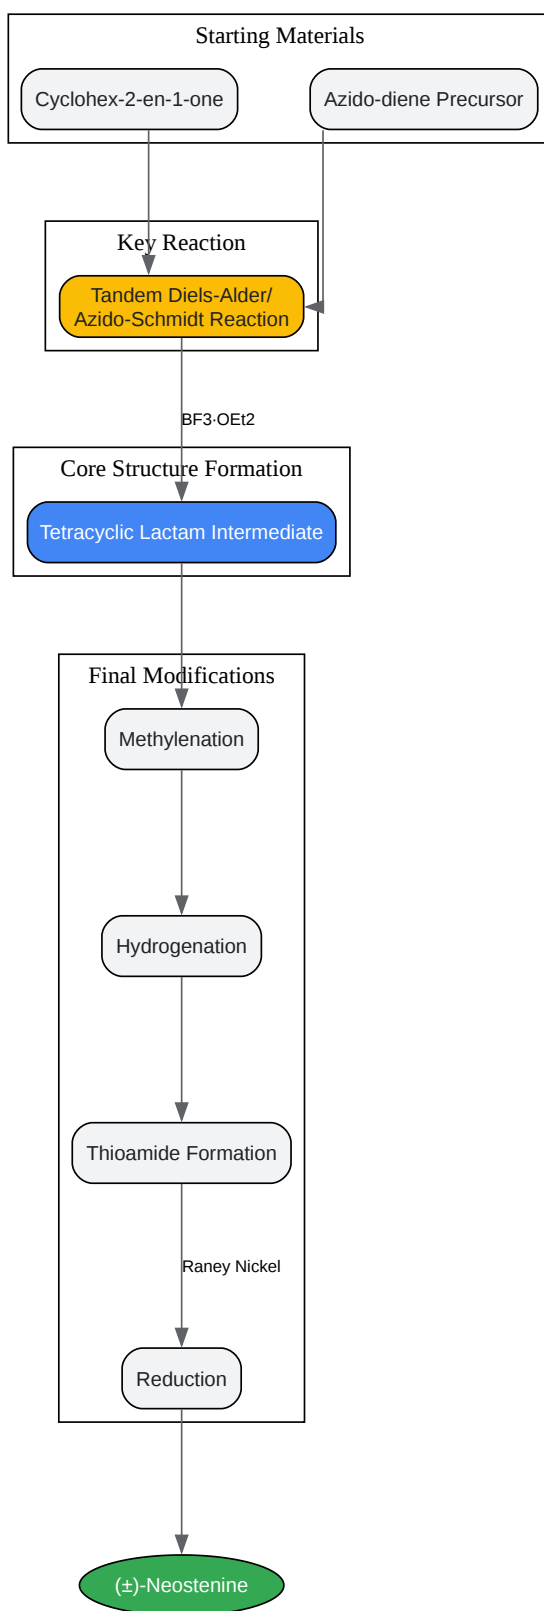 Starting Materials
Cyclohex-2-en-1-one
Azido-diene Precursor
Key Reaction
Tandem Diels-Alder/
Azido-Schmidt Reaction
BF3·OEt2
Core Structure Formation
Tetracyclic Lactam Intermediate
Final Modifications
Methylenation
Hydrogenation
Thioamide Formation
Raney Nickel
Reduction
(±)-Neostenine